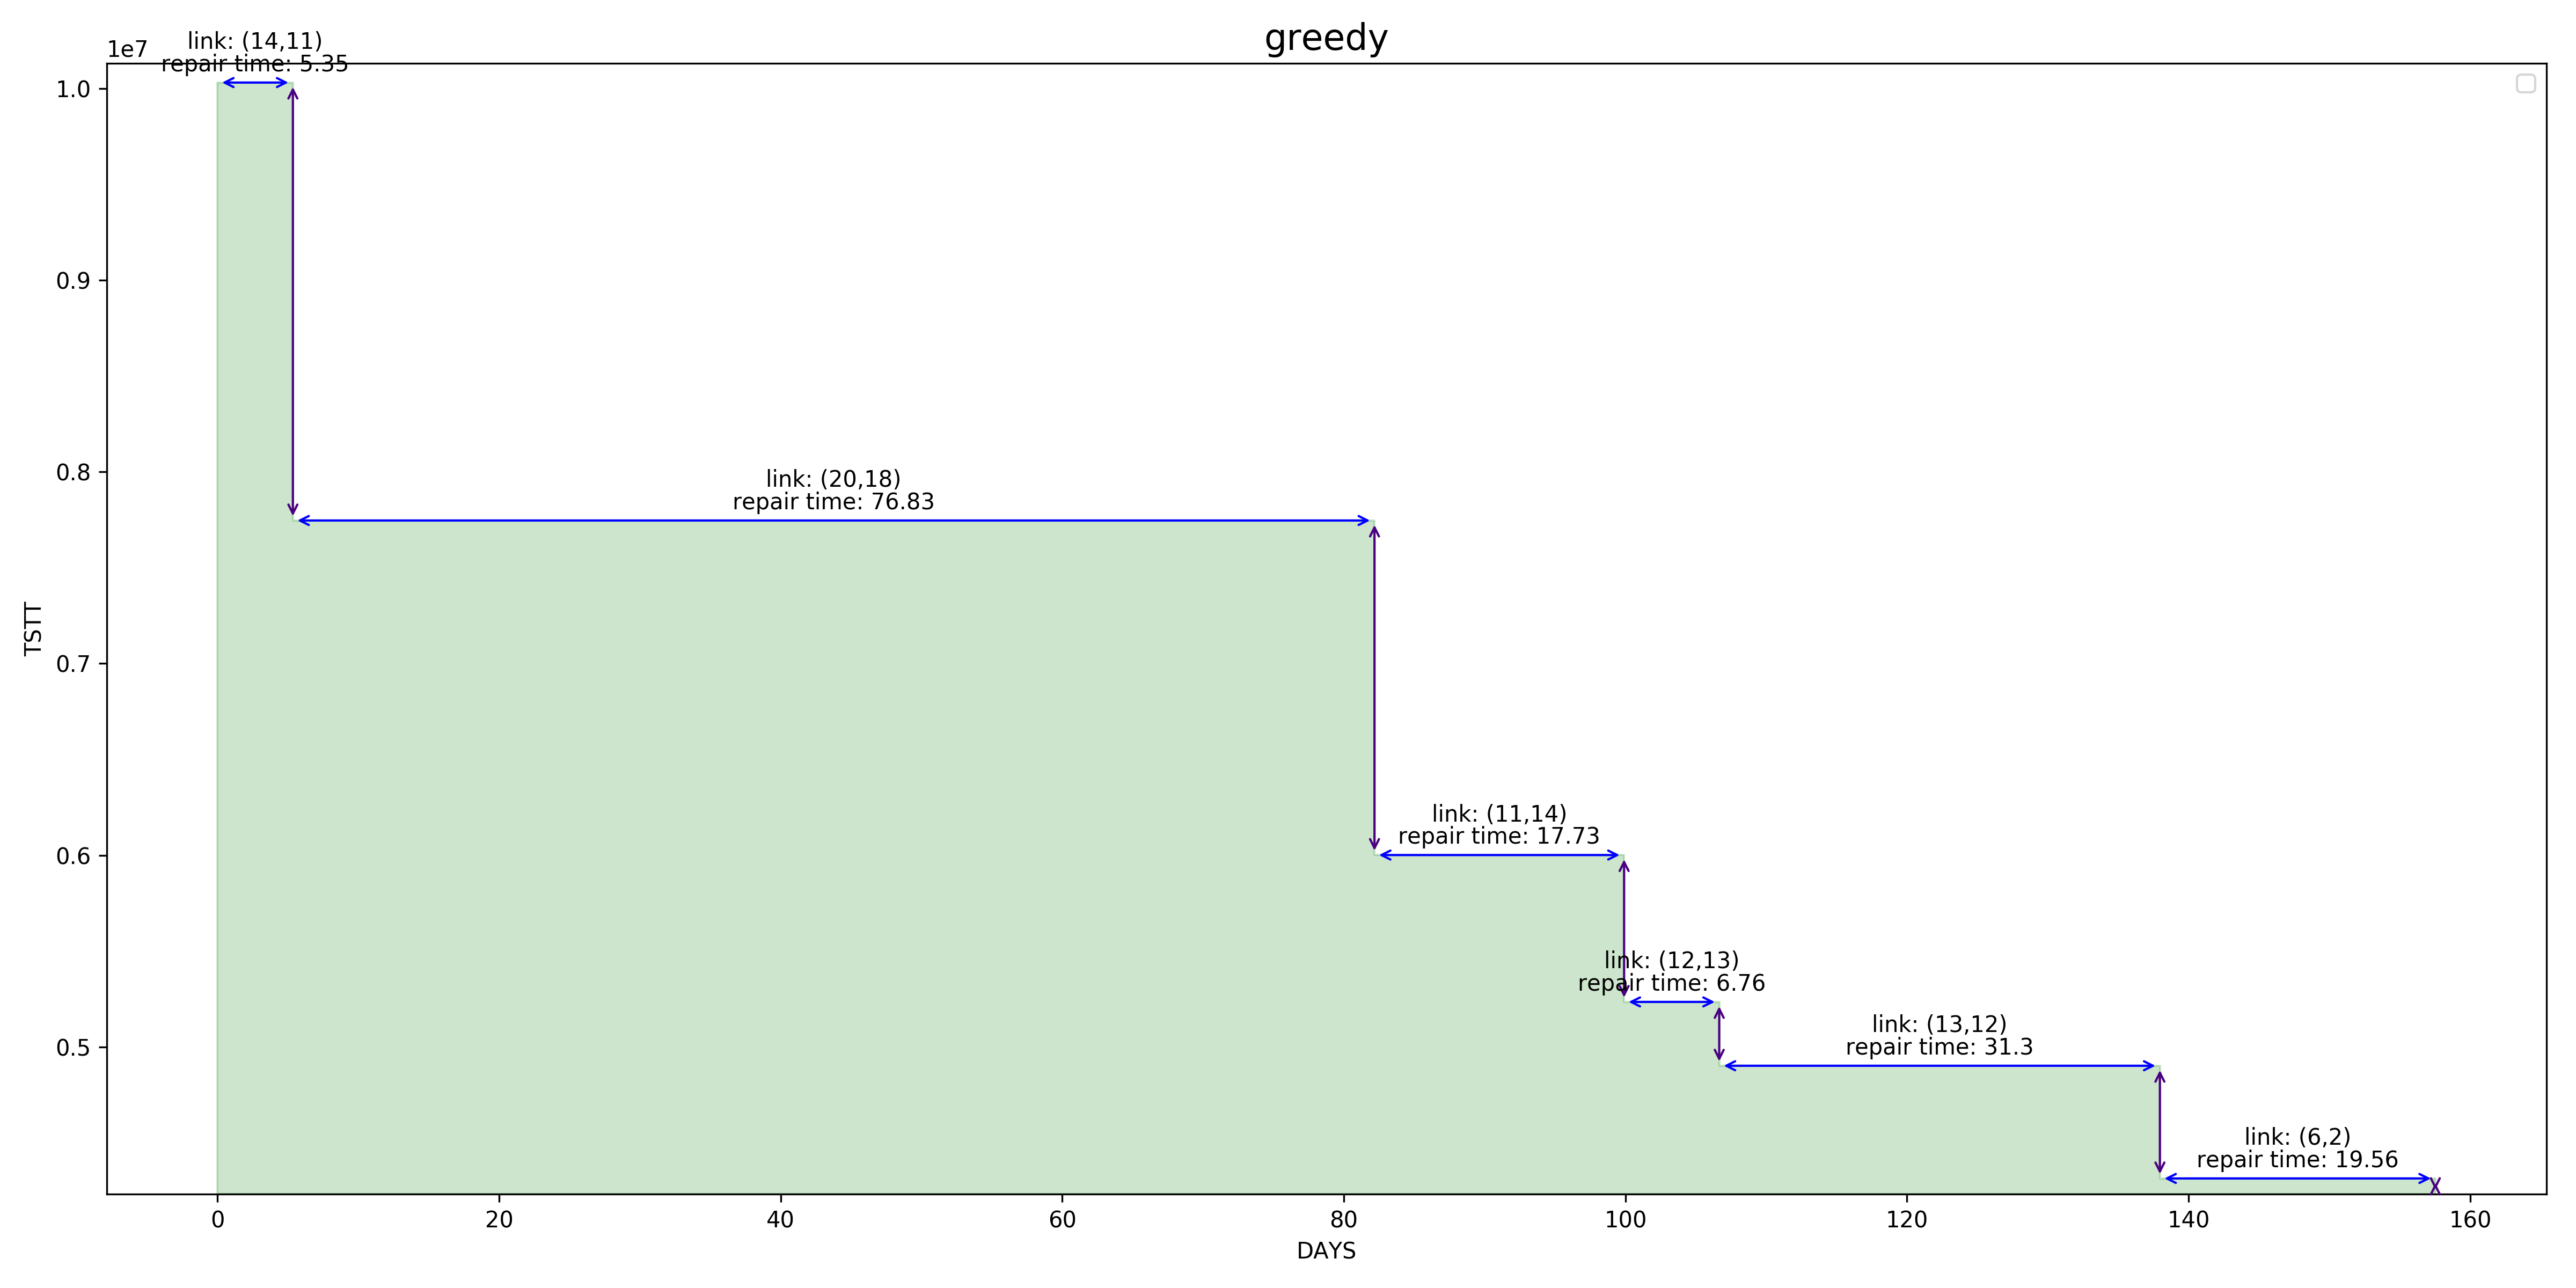 greedy
1e7
link: (14,11)
repair time: 5.35
1.0
0.9
0.8
0.7
0.6
0.5
TSTT
link: (20,18)
repair time: 76.83
link: (11,14)
repair time: 17.73
link: (12,13)
repair time: 6.76
link: (13,12)
repair time: 31.3
link: (6,2)
repair time: 19.56
0 20 40 60 80 100 120 140 160
DAYS